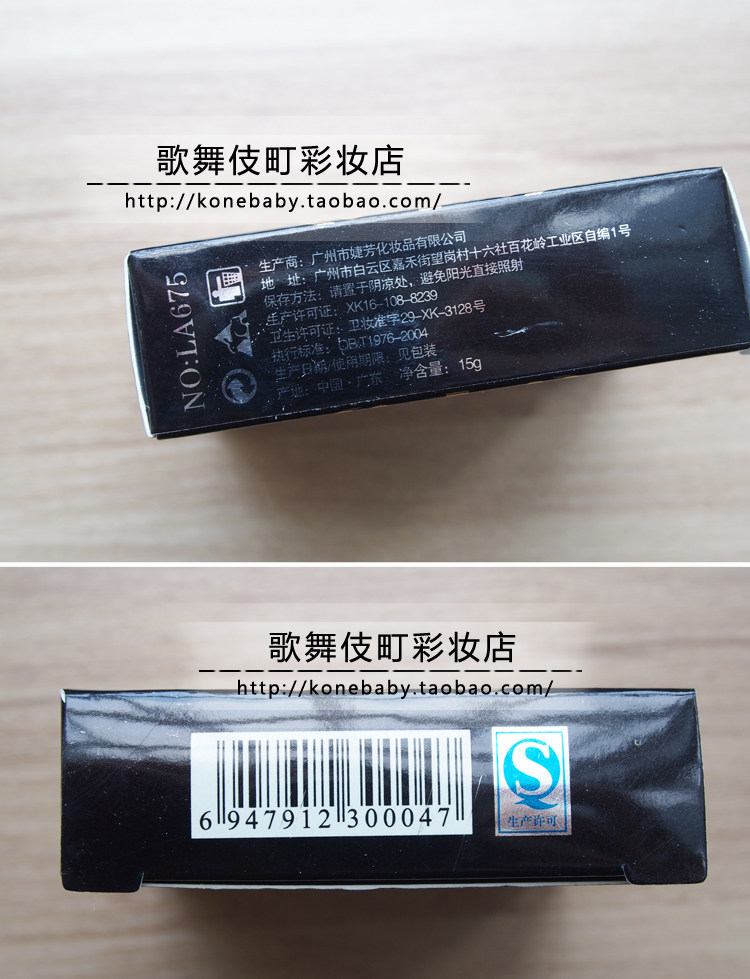 歌舞伎町彩妆店
http://konebaby.taobao.com/
NO:LA675
生产商：广州市婕芳化妆品有限公司
地 址：广州市白云区嘉禾街望岗村十六社百花岭工业区自编1号
保存方法：请置于阴凉处，避免阳光直接照射
生产许可证：XK16-108-8239
卫生许可证：卫妆准字29-XK-3128号
执行标准：QB/T1976-2004
生产日期/使用期限：见包装
产地：中国·广东 净含量：15g
歌舞伎町彩妆店
http://konebaby.taobao.com/
6 947912 300047
生产许可